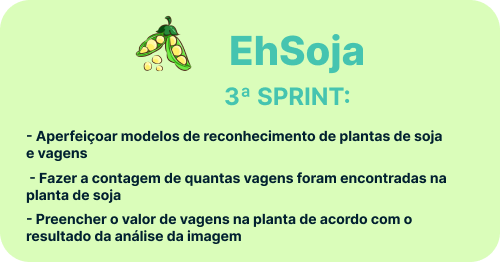 EhSoja
3ª SPRINT:
- Aperfeiçoar modelos de reconhecimento de plantas de soja
e vagens
- Fazer a contagem de quantas vagens foram encontradas na
planta de soja
- Preencher o valor de vagens na planta de acordo com o
resultado da análise da imagem